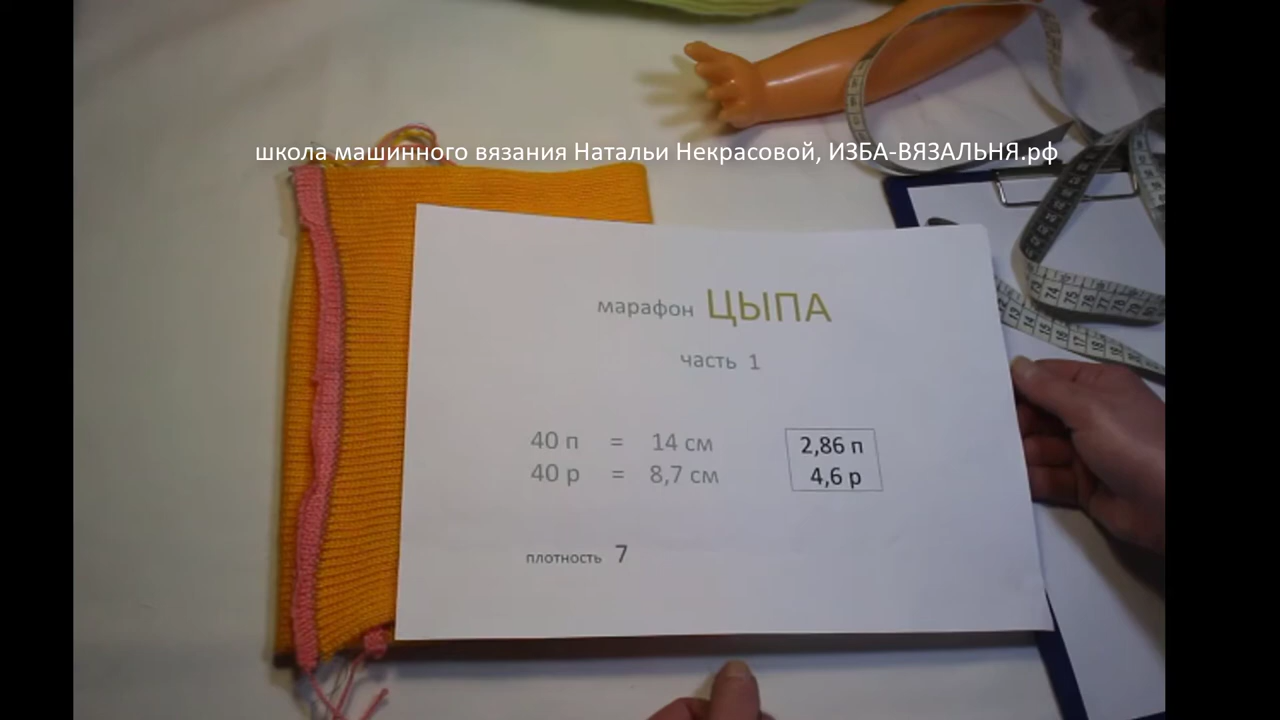 школа машинного вязания Натальи Некрасовой, ИЗБА-ВЯЗАЛЬНЯ.рф
марафон ЦЫПА
часть 1
40 п = 14 см 2,86 п
40 р = 8,7 см 4,6 р
плотность 7